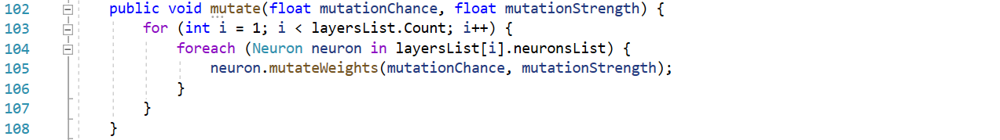 102 public void mutate(float mutationChance, float mutationStrength) {
103 for (int i = 1; i < layersList.Count; i++) {
104 foreach (Neuron neuron in layersList[i].neuronsList) {
105 neuron.mutateWeights(mutationChance, mutationStrength);
106 }
107 }
108 }